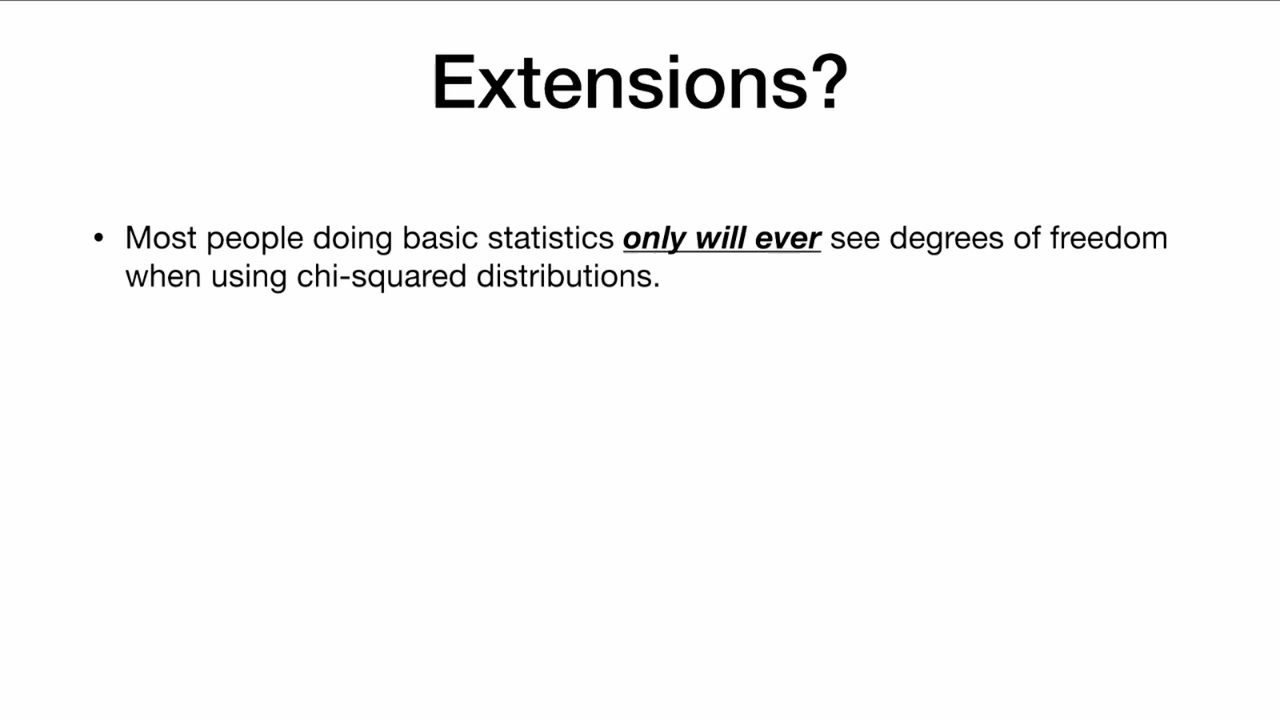 Extensions?
• Most people doing basic statistics only will ever see degrees of freedom
when using chi-squared distributions.